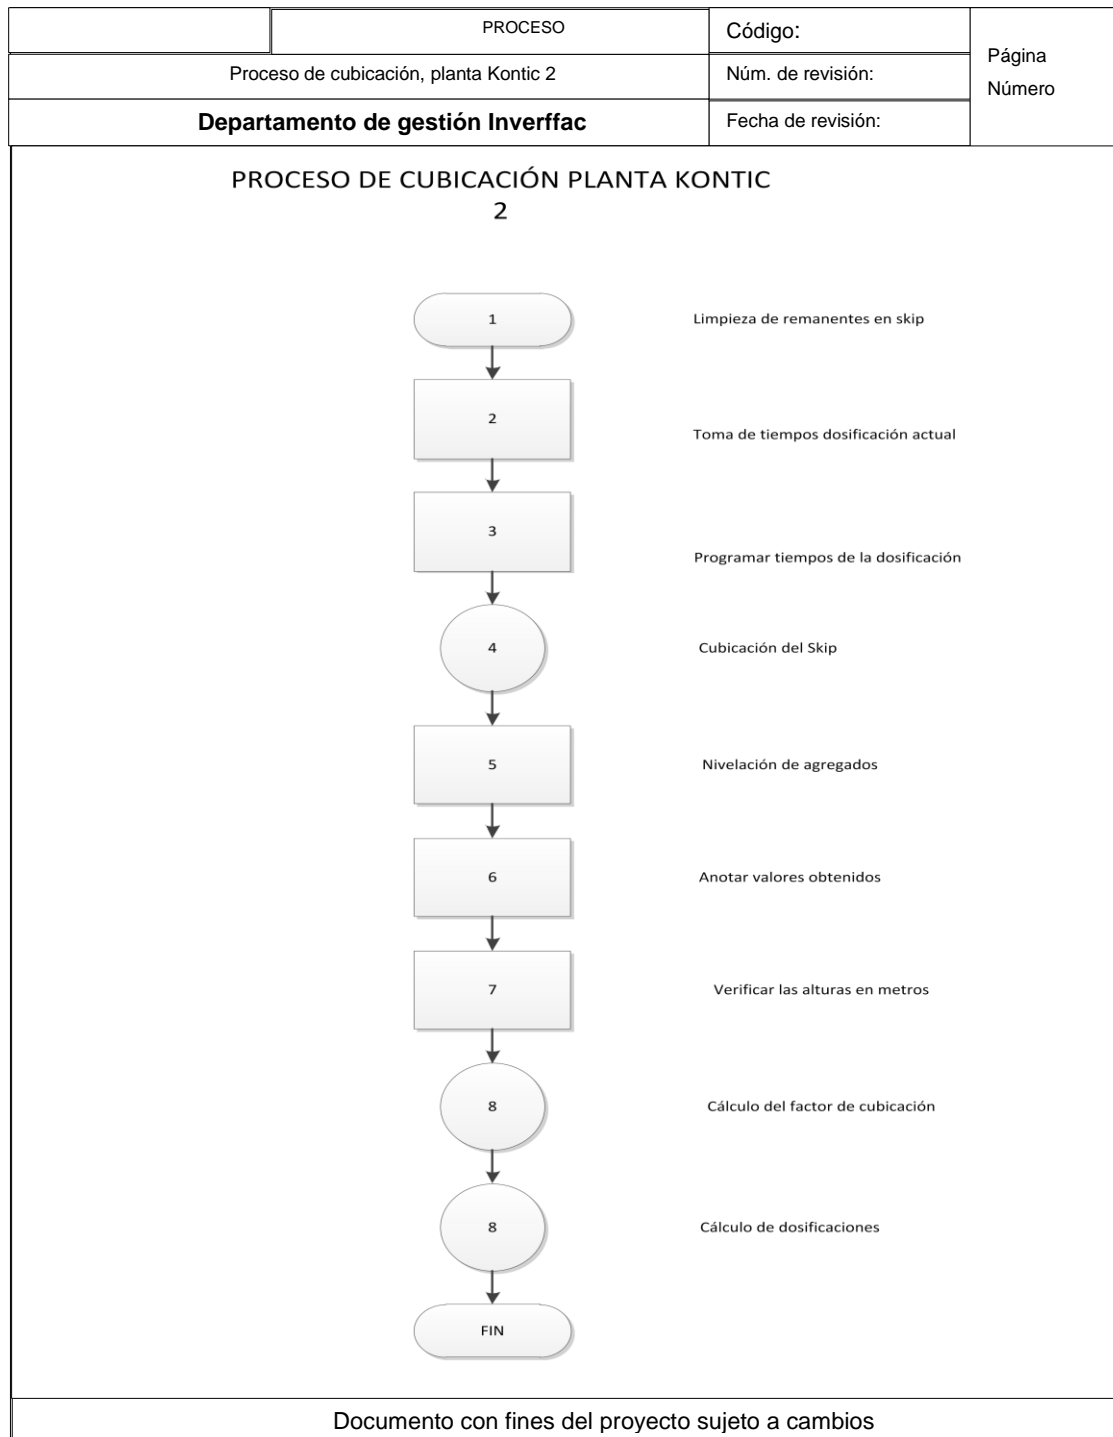 PROCESO
Código:
Página
Número
Proceso de cubicación, planta Kontic 2
Núm. de revisión:
Departamento de gestión Inverffac
Fecha de revisión:
PROCESO DE CUBICACIÓN PLANTA KONTIC
2
1
Limpieza de remanentes en skip
2
Toma de tiempos dosificación actual
3
Programar tiempos de la dosificación
4
Cubicación del Skip
5
Nivelación de agregados
6
Anotar valores obtenidos
7
Verificar las alturas en metros
8
Cálculo del factor de cubicación
8
Cálculo de dosificaciones
FIN
Documento con fines del proyecto sujeto a cambios